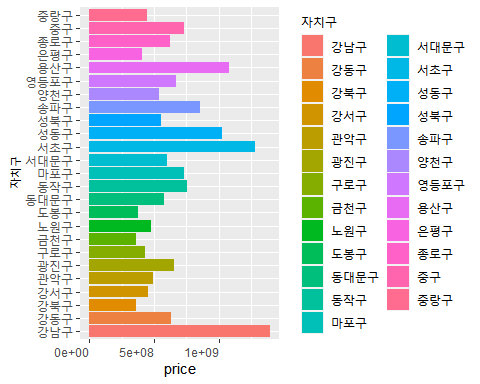 중랑구
중구
종로구
은평구
용산구
영등포구
양천구
송파구
성북구
성동구
서초구
서대문구
마포구
동작구
동대문구
도봉구
노원구
금천구
구로구
광진구
관악구
강서구
강북구
강동구
강남구
자치구
0e+00 5e+08 1e+09
price
자치구
강남구 서대문구
강동구 서초구
강북구 성동구
강서구 성북구
관악구 송파구
광진구 양천구
구로구 영등포구
금천구 용산구
노원구 은평구
도봉구 종로구
동대문구 중구
동작구 중랑구
마포구